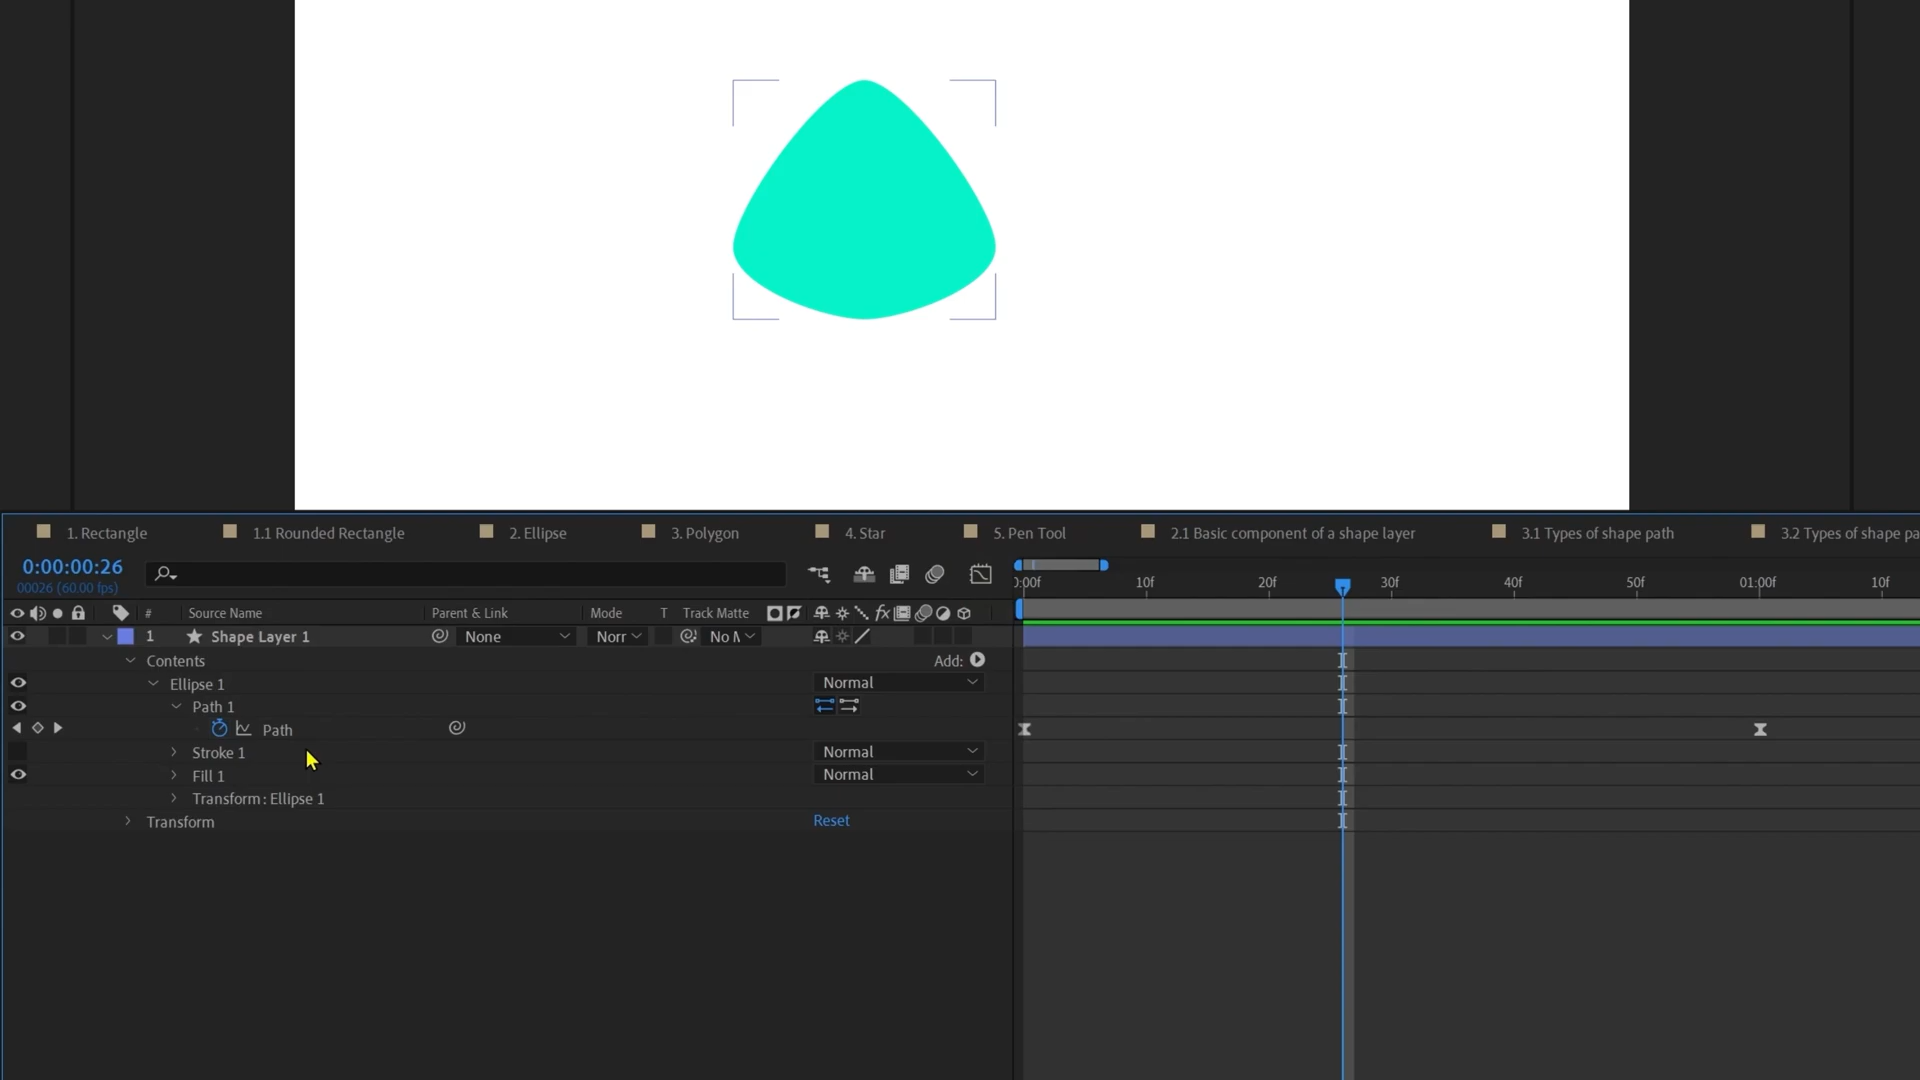 1. Rectangle
1.1 Rounded Rectangle
2. Ellipse
3. Polygon
4. Star
5. Pen Tool
2.1 Basic component of a shape layer
3.1 Types of shape path
3.2 Types of shape pa
0:00:00:26
00026 (60.00 fps)
):00f 10f 20f 30f 40f 50f 01:00f 10f
# Source Name Parent & Link Mode T Track Matte fx
1 Shape Layer 1 None Norr No M
Contents Add:
Ellipse 1 Normal
Path 1
Path
Stroke 1 Normal
Fill 1 Normal
Transform: Ellipse 1
Transform Reset